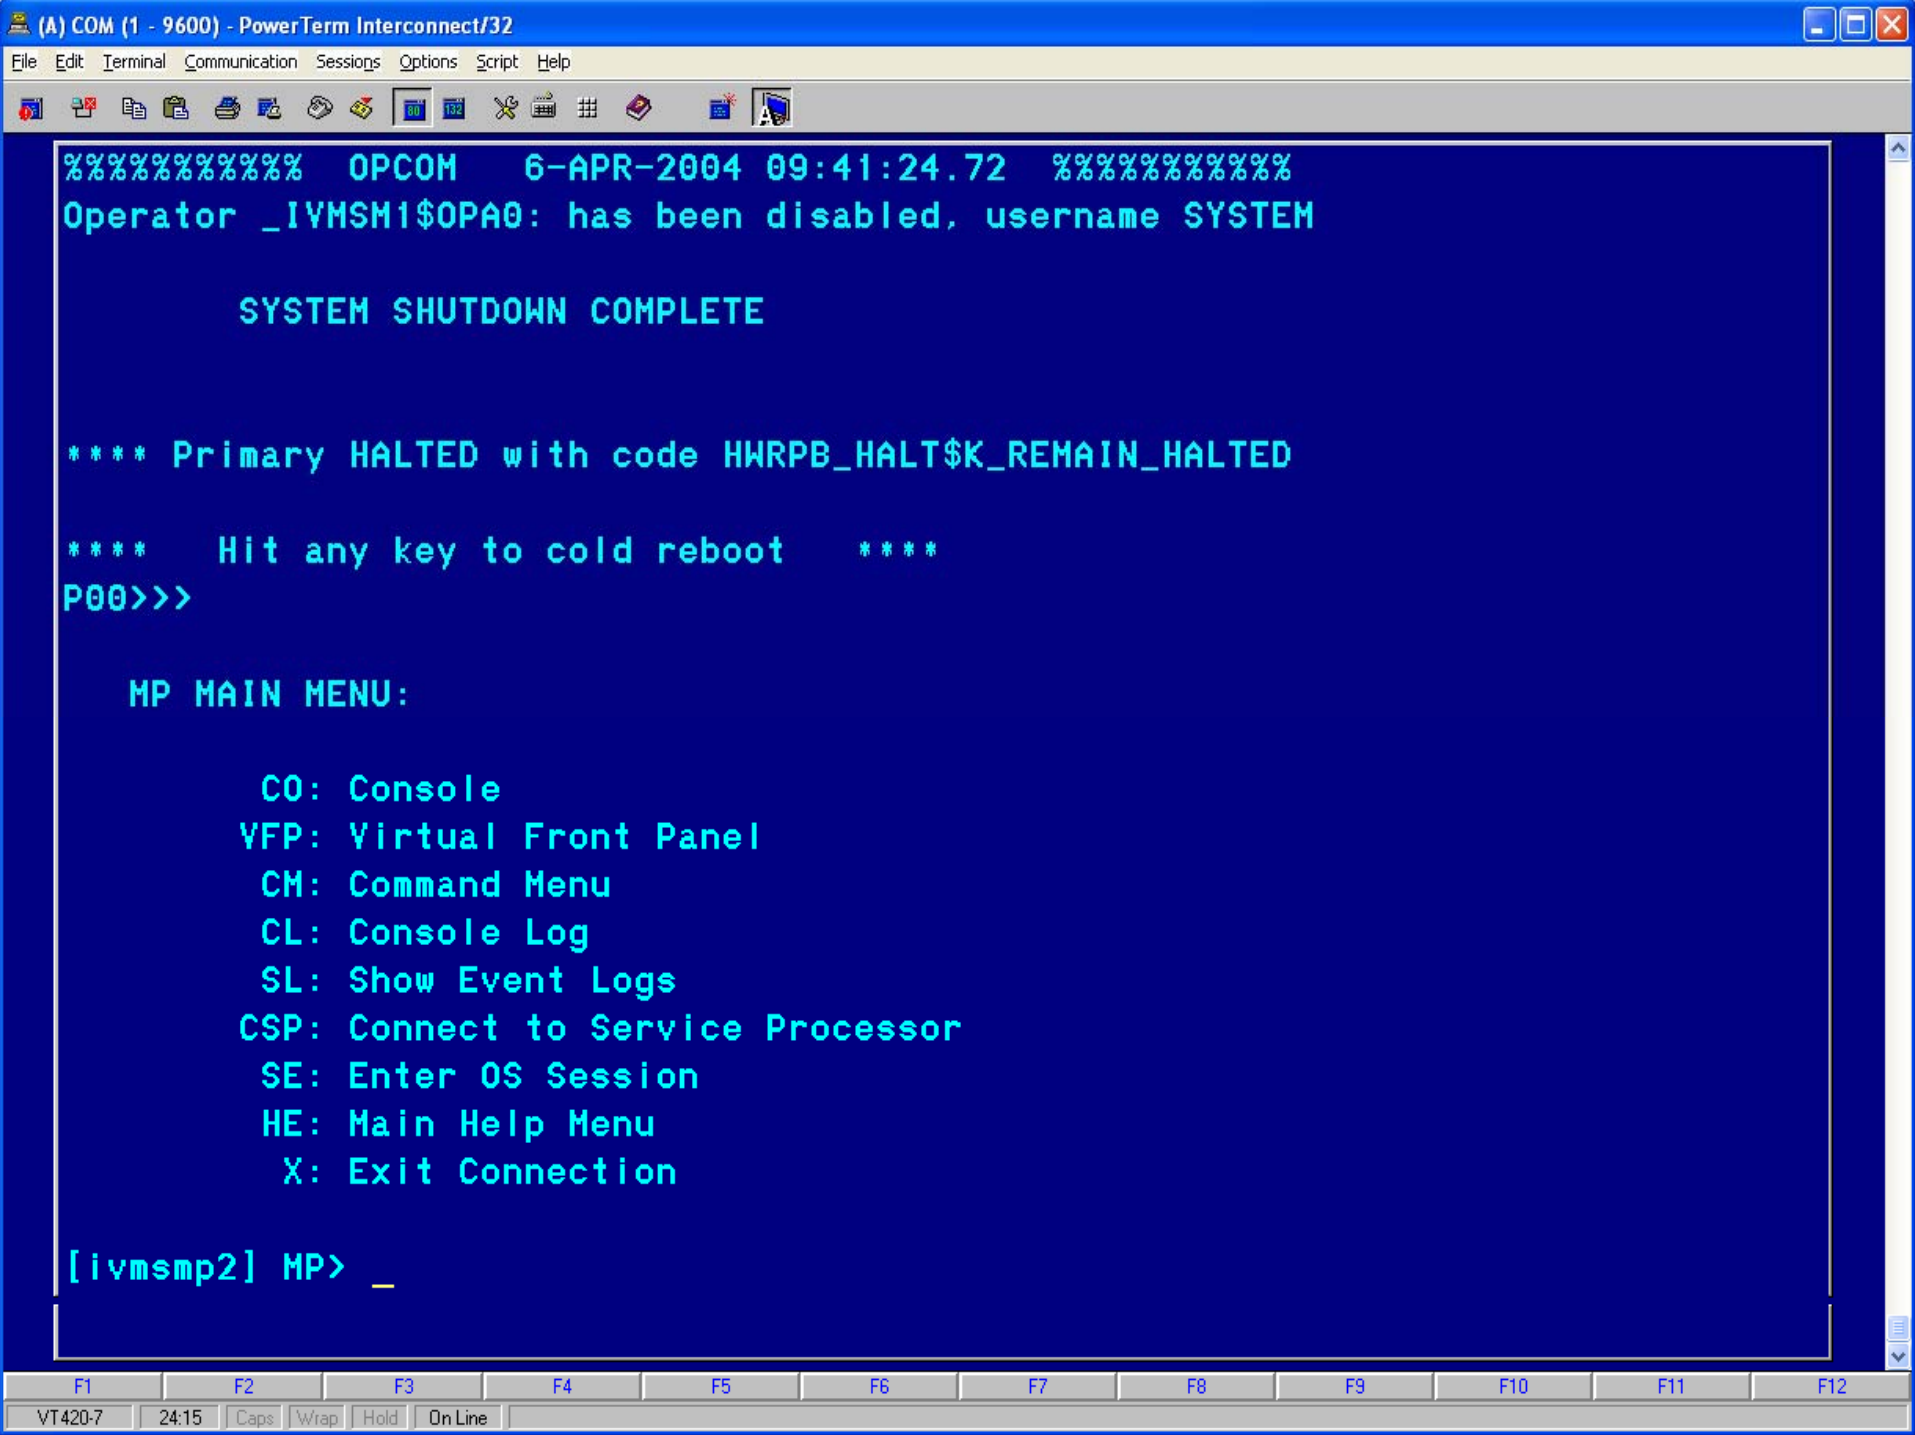 (A) COM (1 - 9600) - PowerTerm Interconnect/32
File Edit Terminal Communication Sessions Options Script Help
80 132
%%%%%%%%%%% OPCOM 6-APR-2004 09:41:24.72 %%%%%%%%%%%
Operator _IVMSM1$OPA0: has been disabled, username SYSTEM
SYSTEM SHUTDOWN COMPLETE
**** Primary HALTED with code HWRPB_HALT$K_REMAIN_HALTED
**** Hit any key to cold reboot ****
P00>>>
MP MAIN MENU:
CO: Console
VFP: Virtual Front Panel
CM: Command Menu
CL: Console Log
SL: Show Event Logs
CSP: Connect to Service Processor
SE: Enter OS Session
HE: Main Help Menu
X: Exit Connection
[ivmsmp2] MP> _
F1 F2 F3 F4 F5 F6 F7 F8 F9 F10 F11 F12
VT420-7 24:15 Caps Wrap Hold On Line